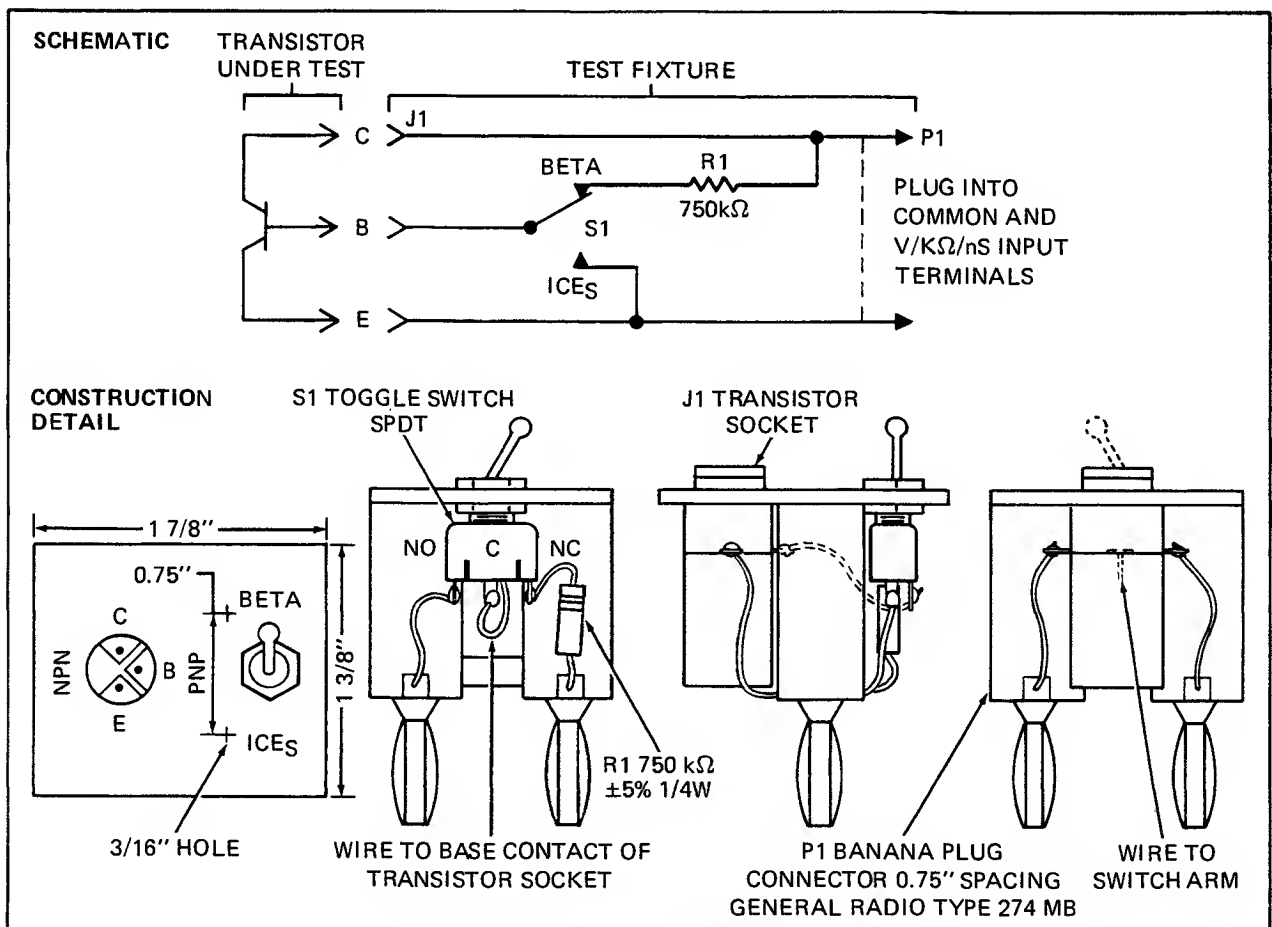 SCHEMATIC
TRANSISTOR
UNDER TEST
TEST FIXTURE
C
J1
P1
BETA
R1
750kΩ
B
S1
PLUG INTO
COMMON AND
V/KΩ/nS INPUT
TERMINALS
ICES
E
CONSTRUCTION
DETAIL
S1 TOGGLE SWITCH
SPDT
J1 TRANSISTOR
SOCKET
1 7/8"
NO
C
NC
0.75"
BETA
C
NPN
B
PNP
1 3/8"
E
ICES
R1 750 kΩ
±5% 1/4W
3/16" HOLE
WIRE TO BASE CONTACT OF
TRANSISTOR SOCKET
P1 BANANA PLUG
CONNECTOR 0.75" SPACING
GENERAL RADIO TYPE 274 MB
WIRE TO
SWITCH ARM